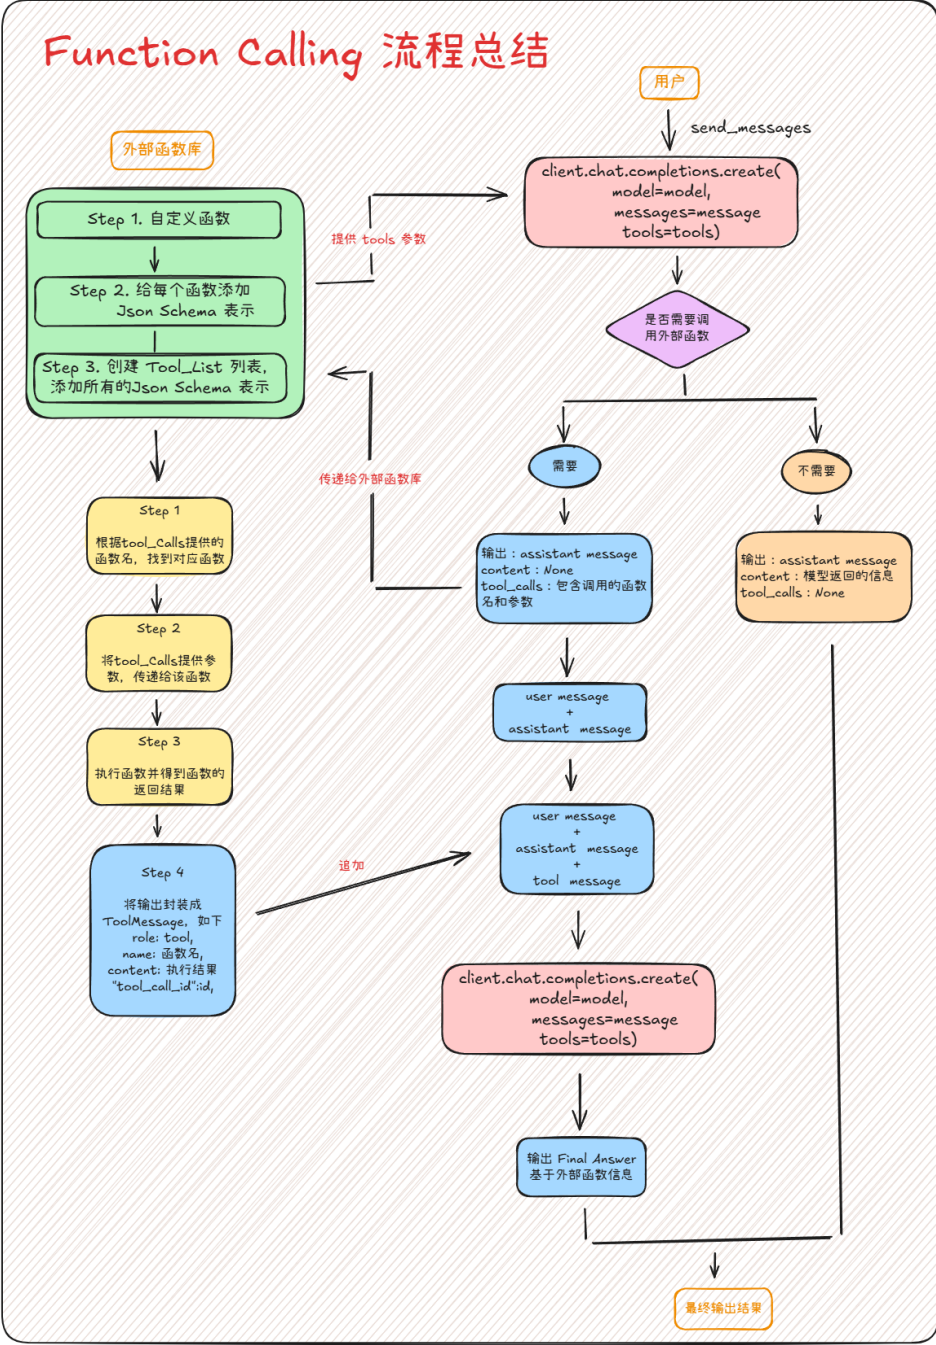 Function Calling 流程总结
用户
send_messages
外部函数库
client.chat.completions.create(
model=model,
messages=message
tools=tools)
Step 1. 自定义函数
提供 tools 参数
Step 2. 给每个函数添加
Json Schema 表示
是否需要调
用外部函数
Step 3. 创建 Tool_List 列表,
添加所有的Json Schema 表示
需要
不需要
传递给外部函数库
Step 1
根据tool_Calls提供的
函数名，找到对应函数
输出：assistant message
content：None
tool_calls：包含调用的函数
名和参数
输出：assistant message
content：模型返回的信息
tool_calls：None
Step 2
将tool_Calls提供参
数，传递给该函数
user message
+
assistant message
Step 3
执行函数并得到函数的
返回结果
user message
+
assistant message
+
tool message
追加
Step 4
将输出封装成
ToolMessage，如下
role: tool,
name: 函数名,
content: 执行结果
"tool_call_id":id,
client.chat.completions.create(
model=model,
messages=message
tools=tools)
输出 Final Answer
基于外部函数信息
最终输出结果